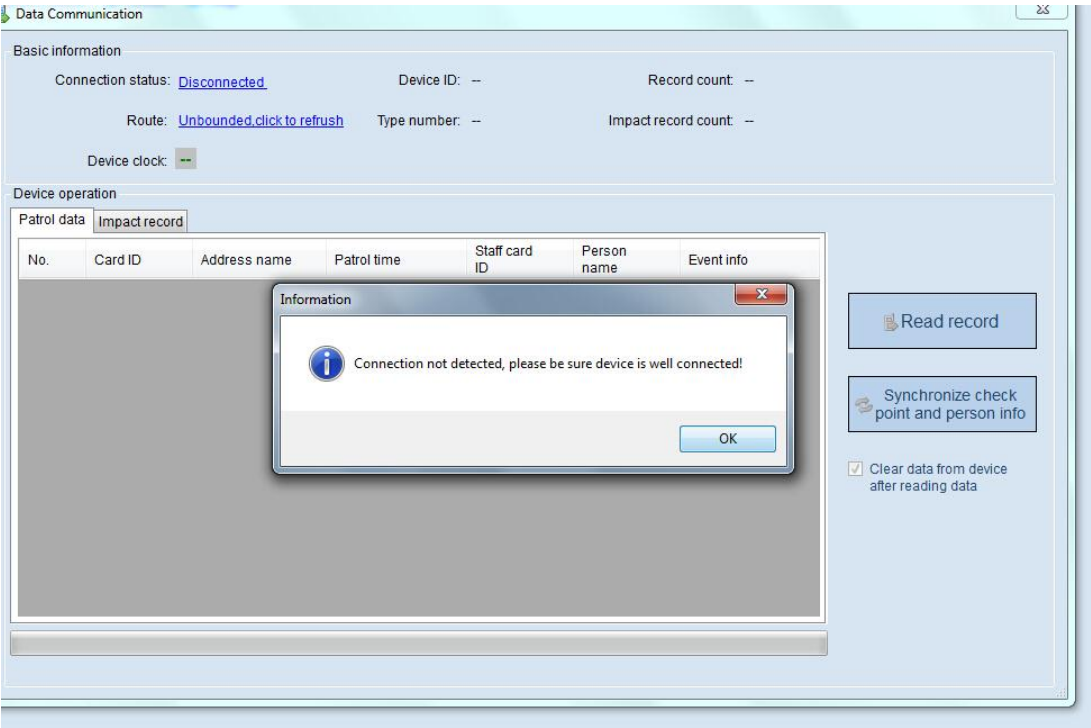 Data Communication
Basic information
Connection status: Disconnected Device ID: -- Record count: --
Route: Unbounded,click to refrush Type number: -- Impact record count: --
Device clock: --
Device operation
Patrol data Impact record
No. Card ID Address name Patrol time Staff card ID Person name Event info
Information
Connection not detected, please be sure device is well connected!
OK
Read record
Synchronize check
point and person info
Clear data from device
after reading data